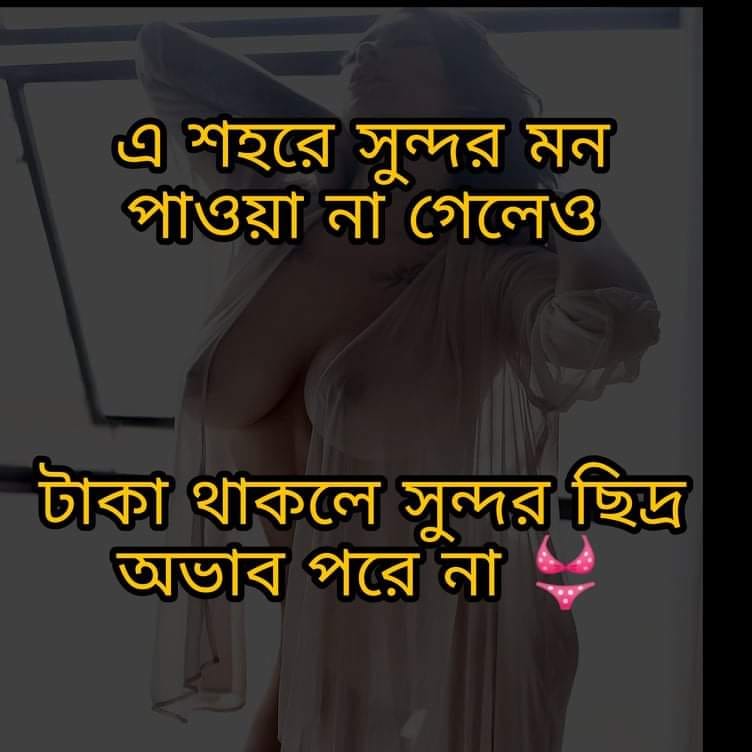 এ শহরে সুন্দর মন
পাওয়া না গেলেও
টাকা থাকলে সুন্দর ছিদ্র
অভাব পরে না 👙